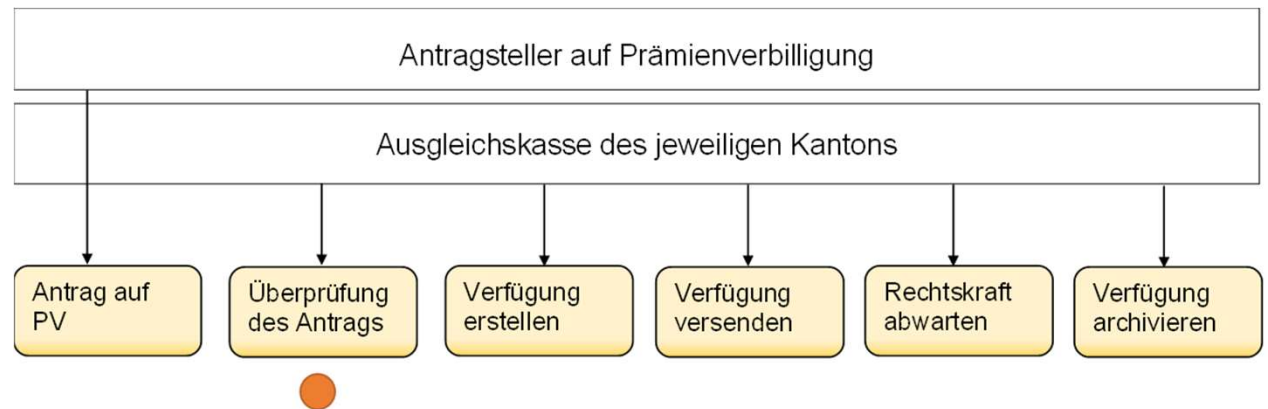 Antragsteller auf Prämienverbilligung
Ausgleichskasse des jeweiligen Kantons
Antrag auf
PV
Überprüfung
des Antrags
Verfügung
erstellen
Verfügung
versenden
Rechtskraft
abwarten
Verfügung
archivieren